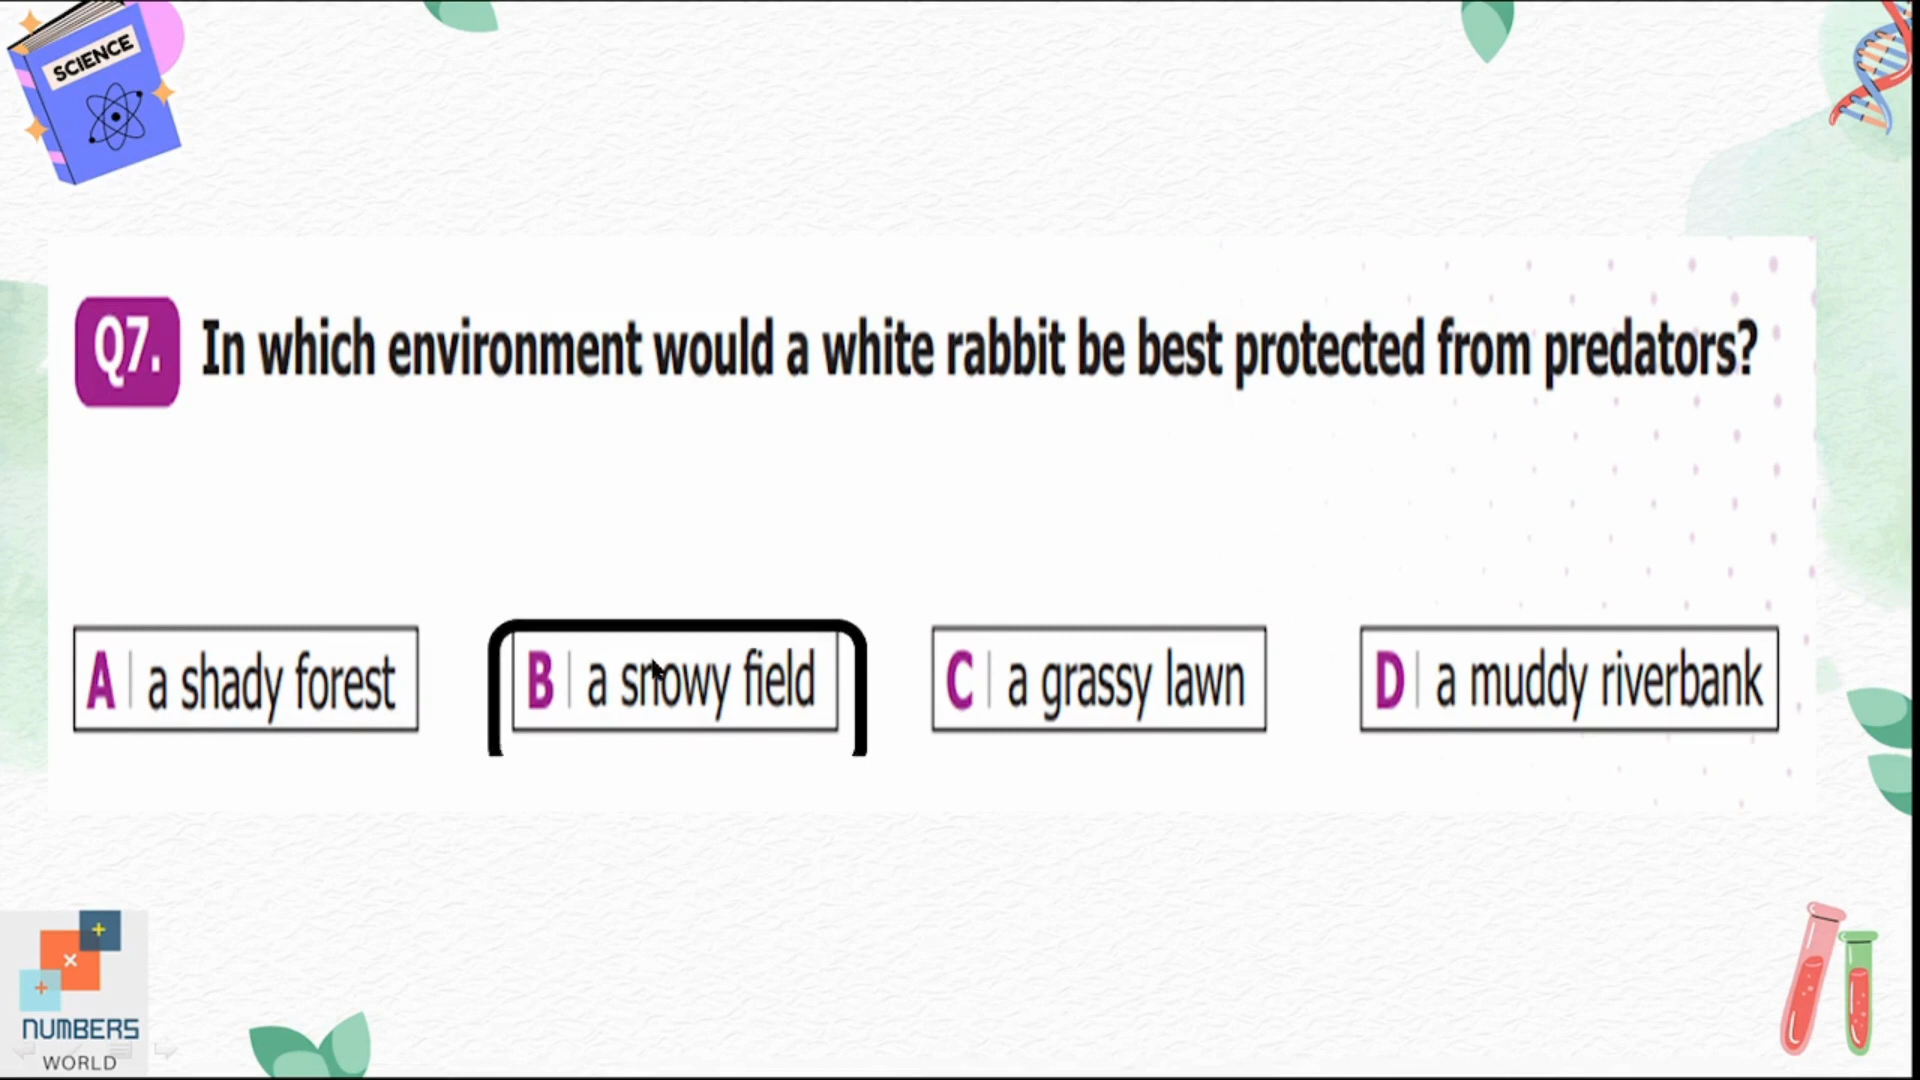 SCIENCE
Q7. In which environment would a white rabbit be best protected from predators?
A | a shady forest
B | a snowy field
C | a grassy lawn
D | a muddy riverbank
NUMBERS
WORLD